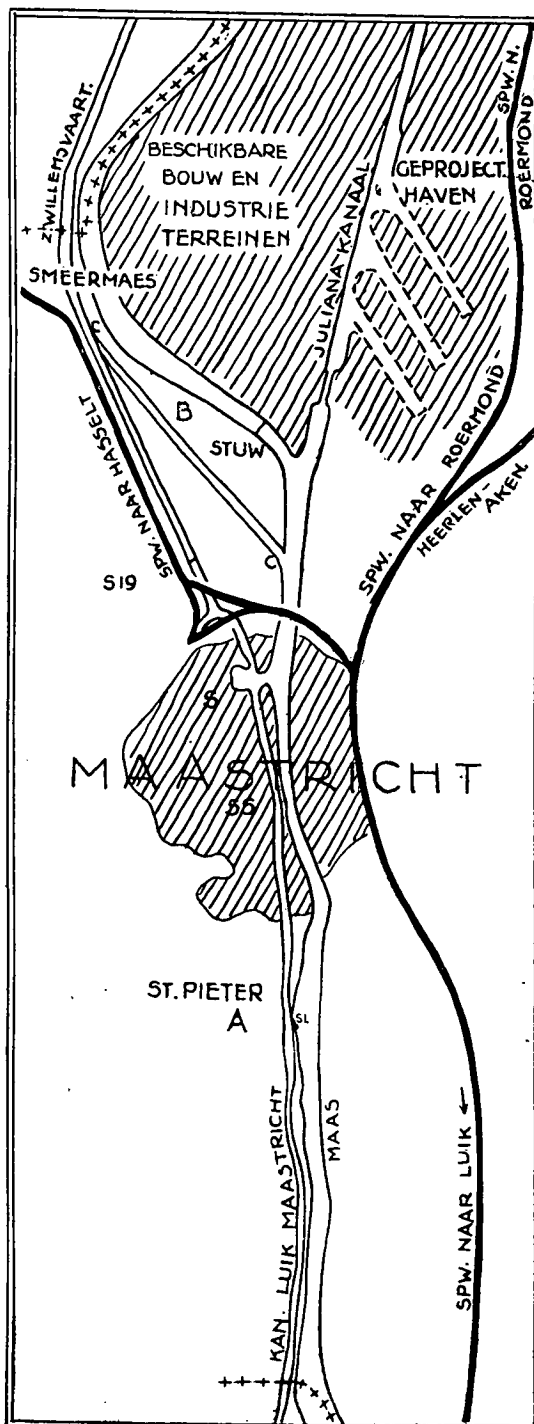 Z. WILLEMSVAART.
BESCHIKBARE
BOUW EN
INDUSTRIE
TERREINEN
JULIANA KANAAL
GEPROJECT.
HAVEN
SPW. N.
ROERMOND
SMEERMAES
C
B
STUW
SPW. NAAR HASSELT
C
SPW. NAAR ROERMOND-
HEERLEN-
AKEN.
S19
S
MAASTRICHT
SS
ST. PIETER
A
SL
KAN. LUIK MAASTRICHT
MAAS
SPW. NAAR LUIK ←